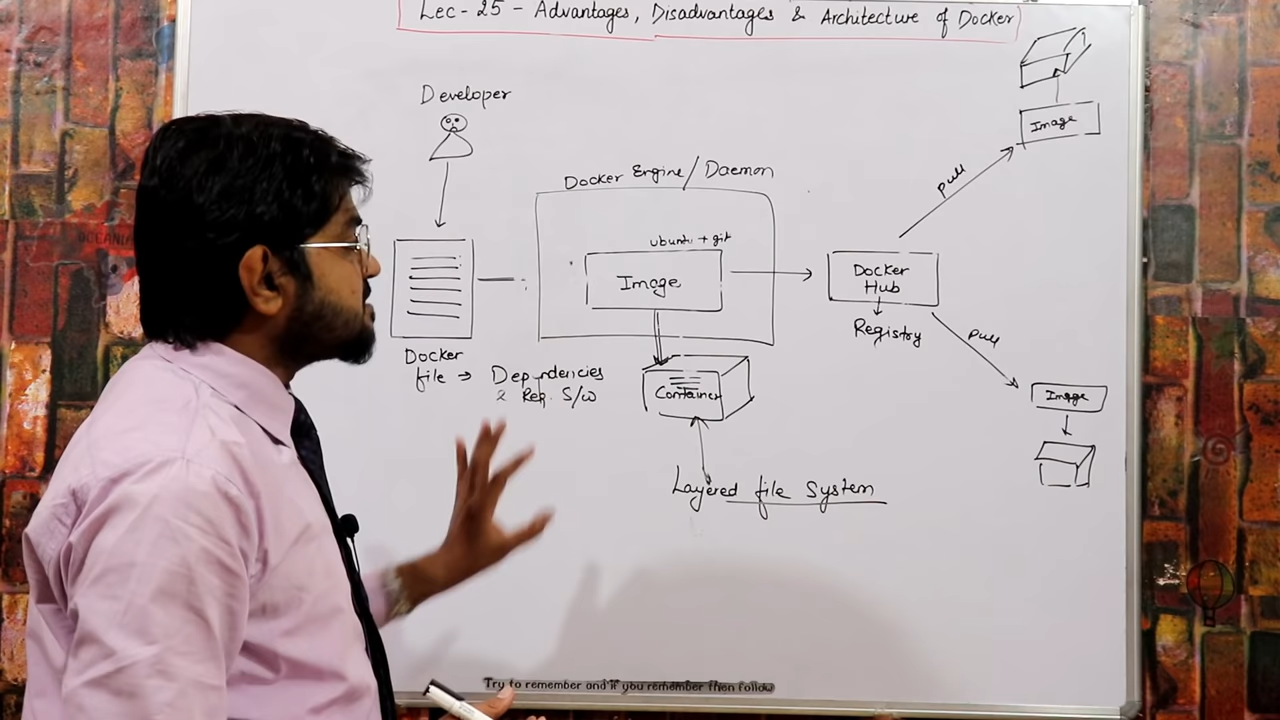 Lec-25 - Advantages, Disadvantages & Architecture of Docker
Developer
Docker Engine/Daemon
ubuntu + git
Image
Docker
file → Dependencies
& Req. S/W
Container
Layered file System
Docker
Hub
Registry
Pull
Image
Pull
Image
Try to remember and if you remember then follow